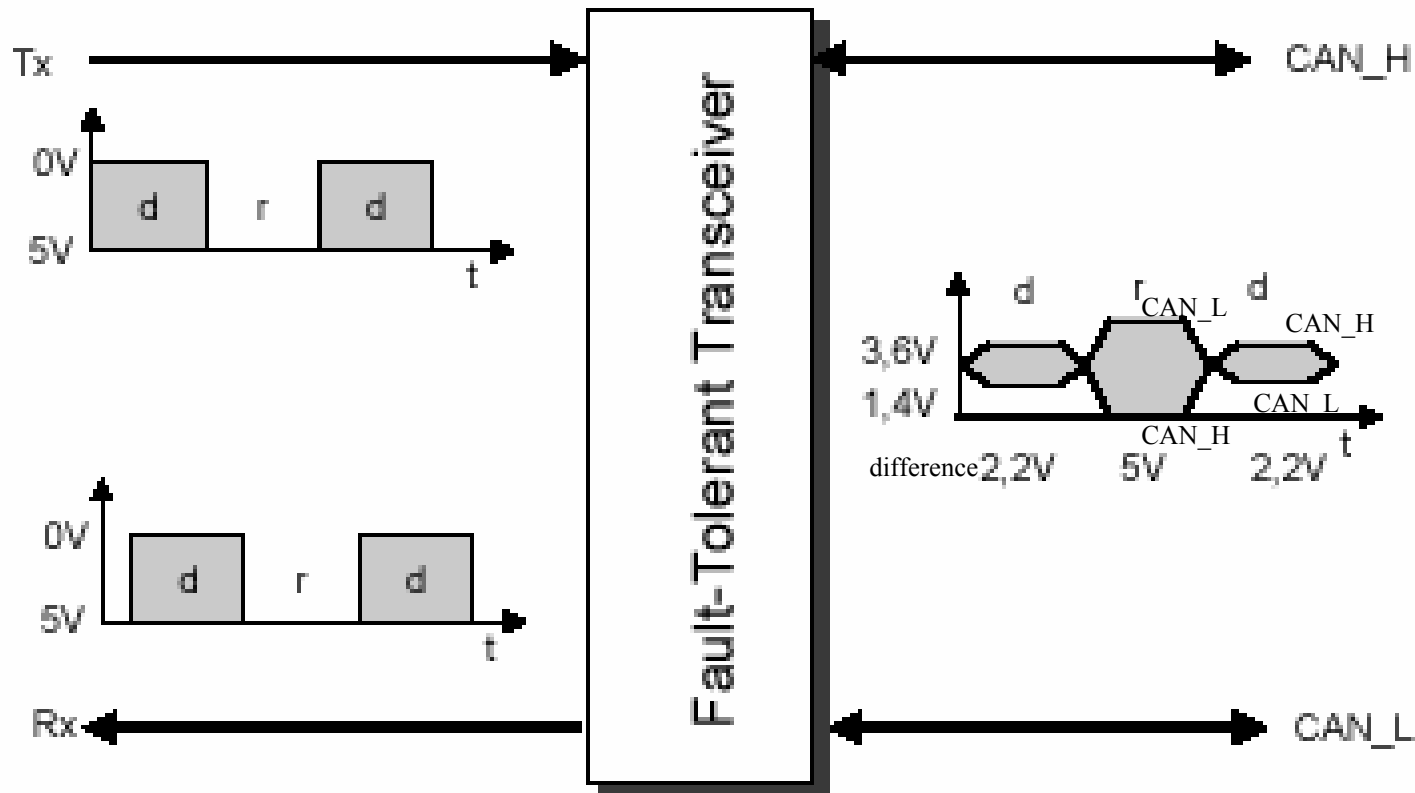 Tx
CAN_H
0V
d
r
d
5V
t
Fault-Tolerant Transceiver
d
r
d
CAN_L
CAN_H
3,6V
1,4V
CAN_L
CAN_H
t
difference 2,2V 5V 2,2V
0V
d
r
d
5V
t
Rx
CAN_L